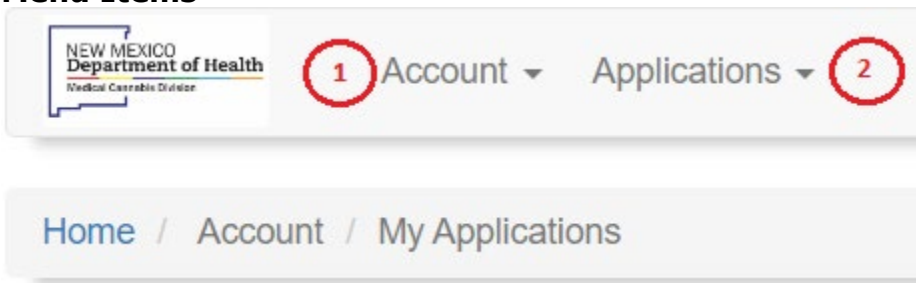 Menu Items
NEW MEXICO
Department of Health
Medical Cannabis Division
1 Account Applications 2
Home / Account / My Applications